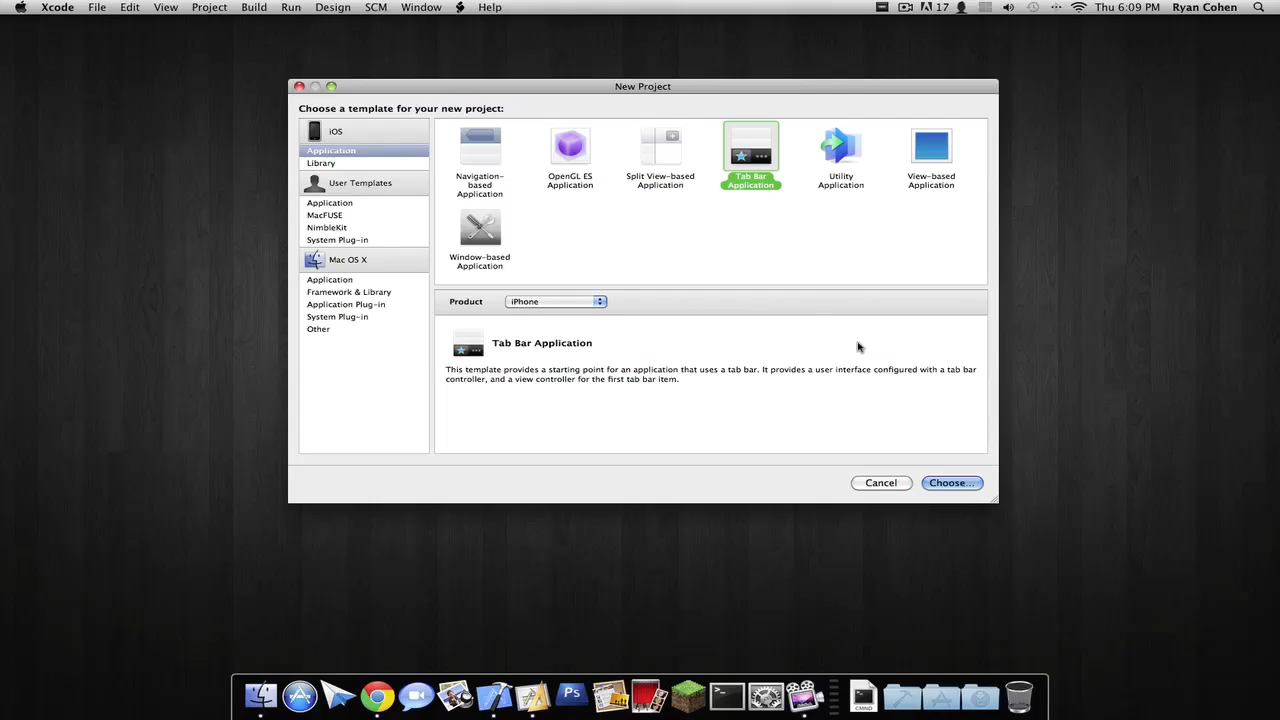 Xcode File Edit View Project Build Run Design SCM Window Help 17 Thu 6:09 PM Ryan Cohen
New Project
Choose a template for your new project:
iOS
Application
Library
User Templates
Application
MacFUSE
NimbleKit
System Plug-in
Mac OS X
Application
Framework & Library
Application Plug-in
System Plug-in
Other
Navigation-
based
Application
OpenGL ES
Application
Split View-based
Application
Tab Bar
Application
Utility
Application
View-based
Application
Window-based
Application
Product iPhone
Tab Bar Application
This template provides a starting point for an application that uses a tab bar. It provides a user interface configured with a tab bar
controller, and a view controller for the first tab bar item.
Cancel Choose...
Ps
CMND